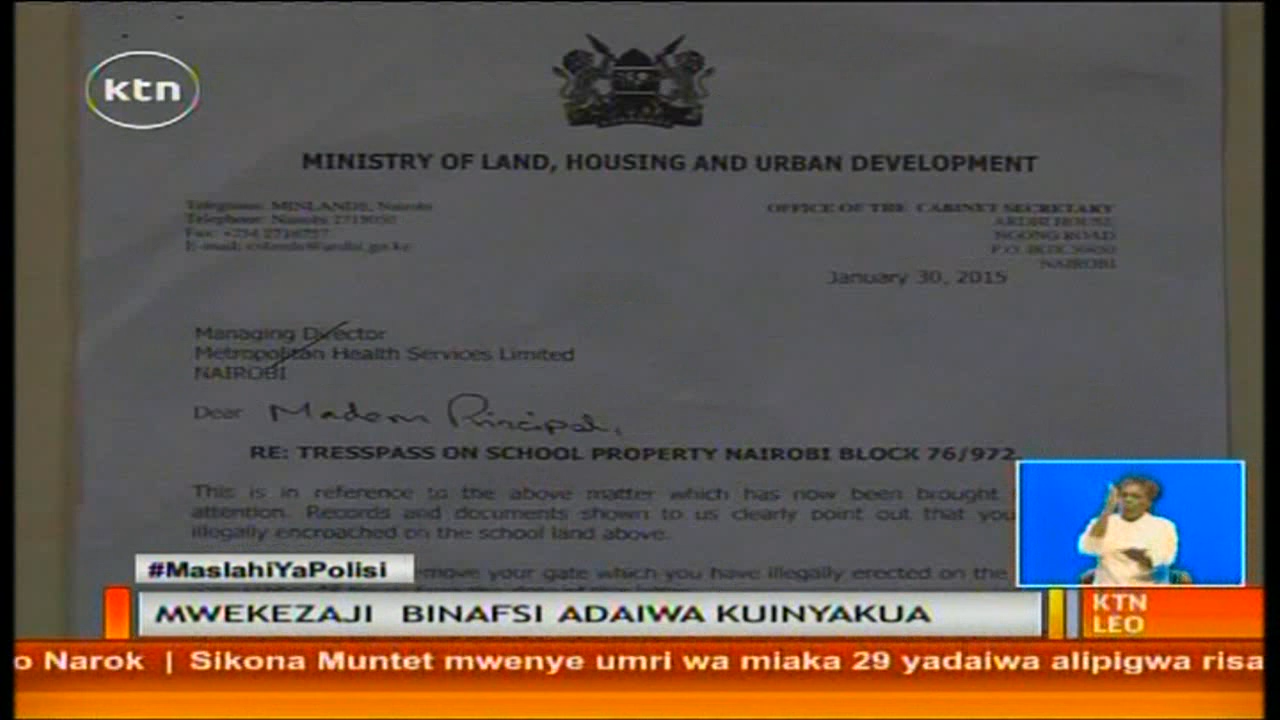 ktn
MINISTRY OF LAND, HOUSING AND URBAN DEVELOPMENT
Telephone: Nairobi
OFFICE OF THE CABINET SECRETARY
ARDHI HOUSE
NGONG ROAD
NAIROBI
January 30, 2015
Managing Director
Metropolitan Health Services Limited
NAIROBI
Dear Madam Principal,
RE: TRESSPASS ON SCHOOL PROPERTY NAIROBI BLOCK 76/972
This is in reference to the above matter which has now been brought
attention. Records and documents shown to us clearly point out that you
illegally encroached on the school land above.
#MaslahiYaPolisi
move your gate which you have illegally erected on the
MWEKEZAJI BINAFSI ADAIWA KUINYAKUA
KTN
LEO
o Narok | Sikona Muntet mwenye umri wa miaka 29 yadaiwa alipigwa risa